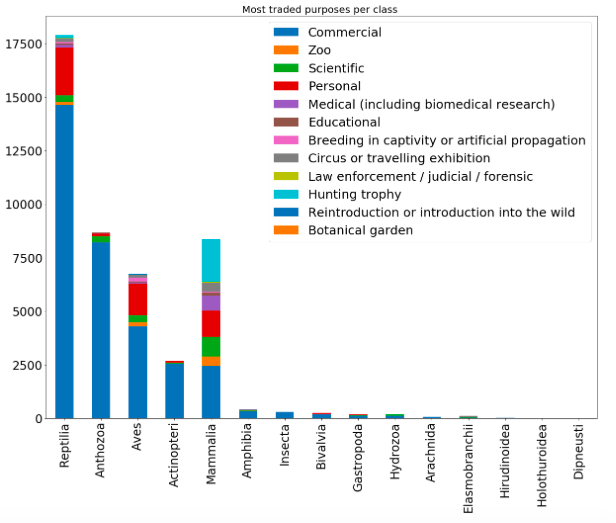 Most traded purposes per class
17500
15000
12500
10000
7500
5000
2500
0
Commercial
Zoo
Scientific
Personal
Medical (including biomedical research)
Educational
Breeding in captivity or artificial propagation
Circus or travelling exhibition
Law enforcement / judicial / forensic
Hunting trophy
Reintroduction or introduction into the wild
Botanical garden
Reptilia
Anthozoa
Aves
Actinopteri
Mammalia
Amphibia
Insecta
Bivalvia
Gastropoda
Hydrozoa
Arachnida
Elasmobranchii
Hirudinoidea
Holothuroidea
Dipneusti